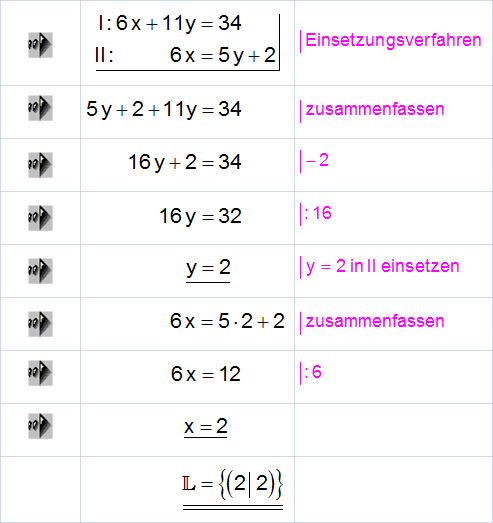 I: 6x + 11y = 34
II: 6x = 5y + 2 | Einsetzungsverfahren
5y + 2 + 11y = 34 | zusammenfassen
16y + 2 = 34 | – 2
16y = 32 | : 16
y = 2 | y = 2 in II einsetzen
6x = 5 · 2 + 2 | zusammenfassen
6x = 12 | : 6
x = 2
𝕃 = {(2 | 2)}